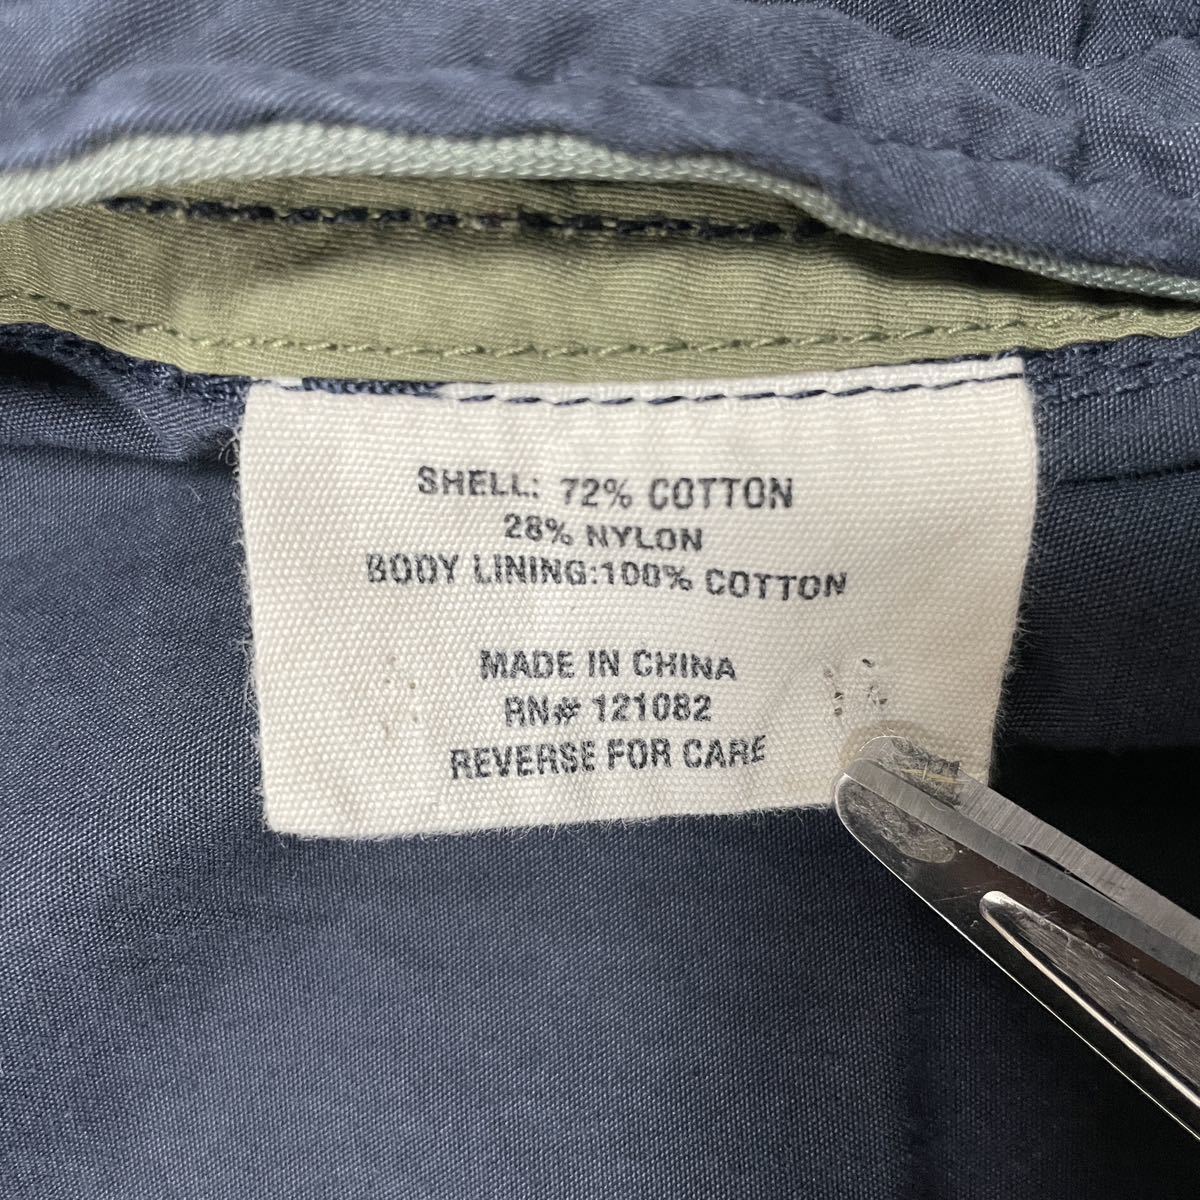 SHELL: 72% COTTON
28% NYLON
BODY LINING:100% COTTON
MADE IN CHINA
RN# 121082
REVERSE FOR CARE